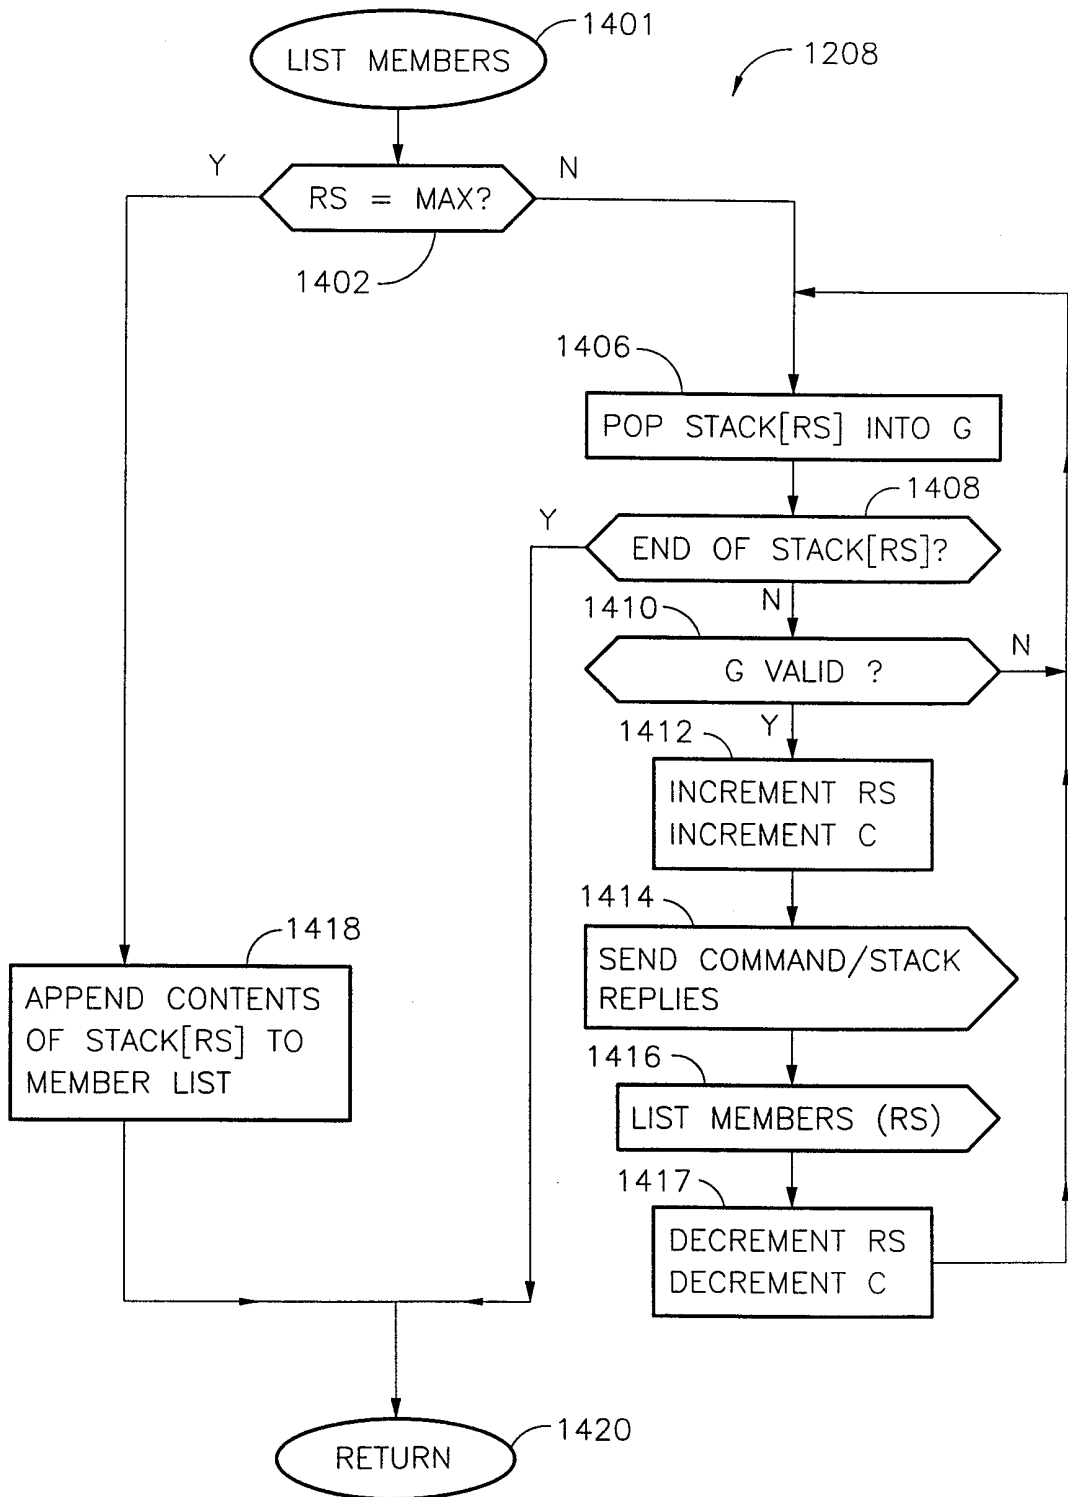 1401
LIST MEMBERS
1208
Y
N
RS = MAX?
1402
1406
POP STACK[RS] INTO G
1408
Y
END OF STACK[RS]?
N
1410
N
G VALID ?
Y
1412
INCREMENT RS
INCREMENT C
1414
SEND COMMAND/STACK
REPLIES
1418
APPEND CONTENTS
OF STACK[RS] TO
MEMBER LIST
1416
LIST MEMBERS (RS)
1417
DECREMENT RS
DECREMENT C
1420
RETURN